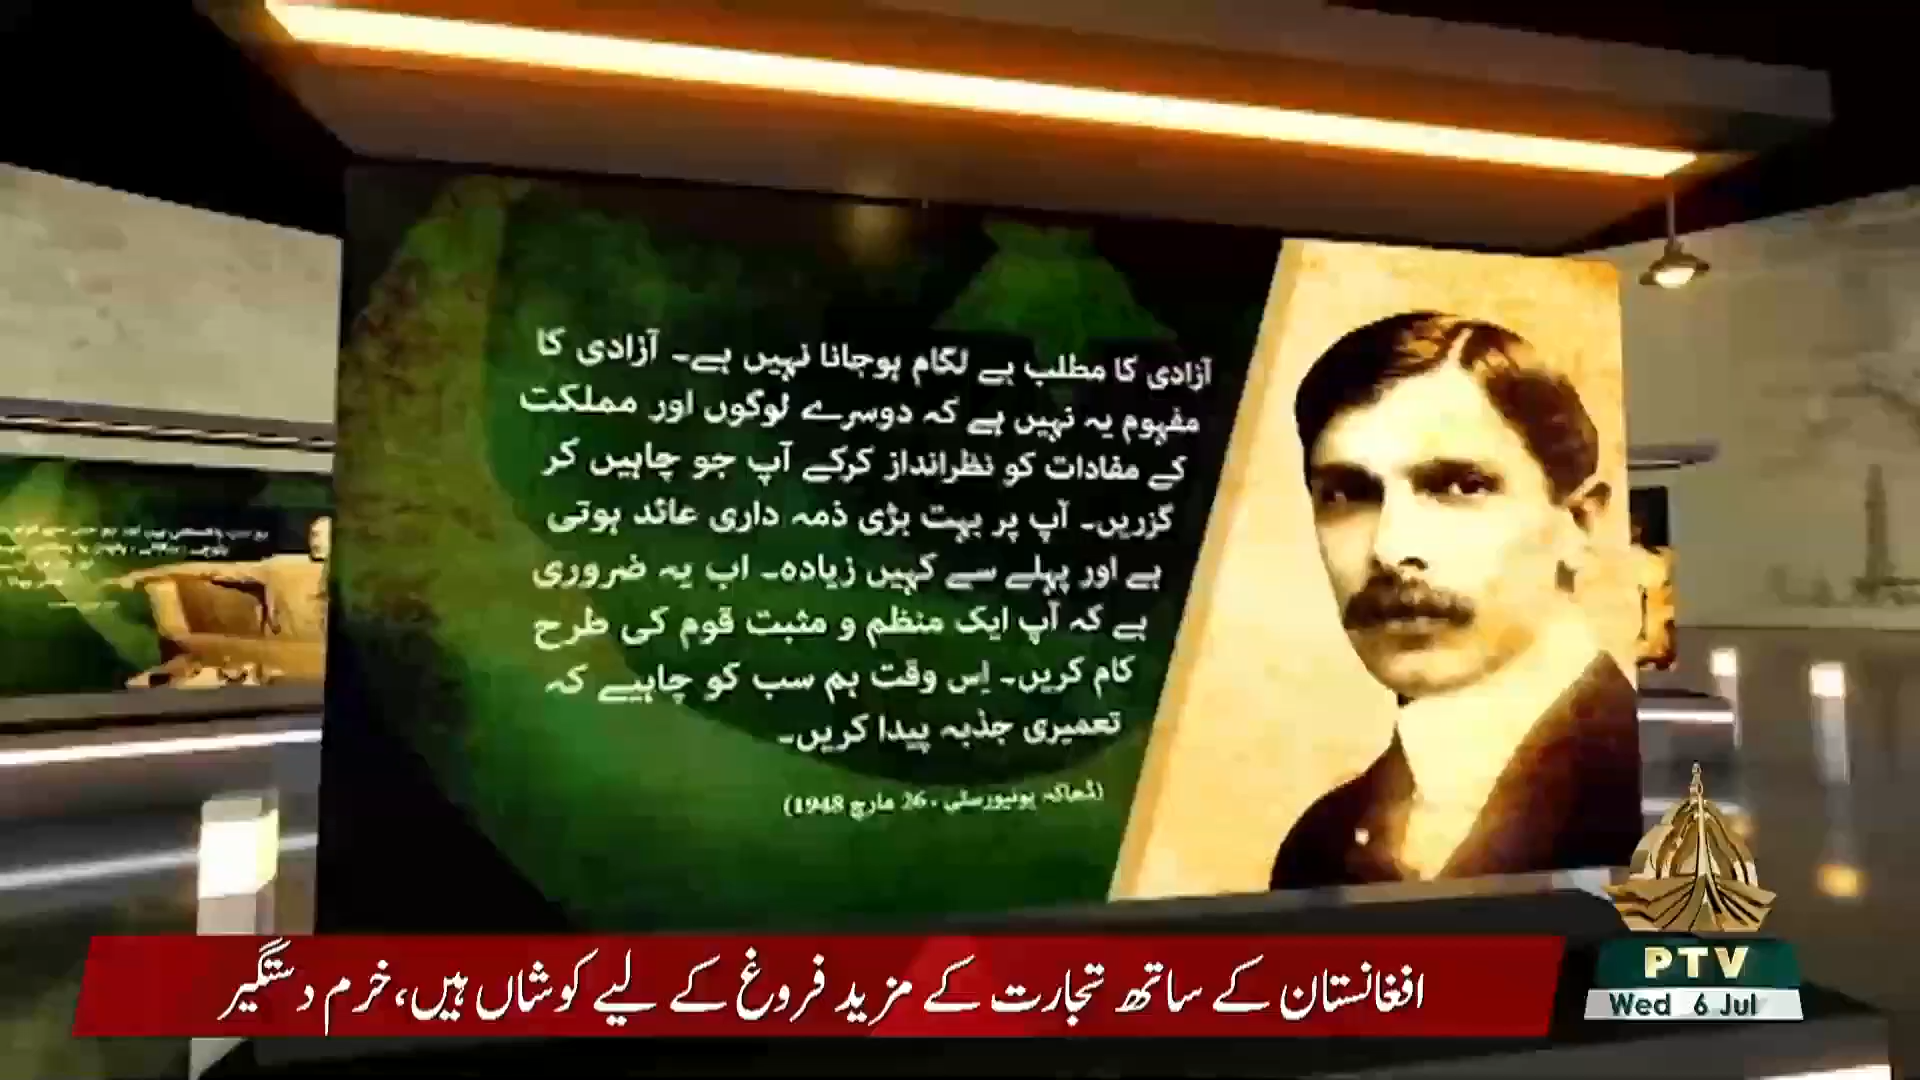 آزادی کا مطلب بے لگام ہوجانا نہیں ہے۔ آزادی کا
مفہوم یہ نہیں ہے کہ دوسرے لوگوں اور مملکت
کے مفادات کو نظرانداز کرکے آپ جو چاہیں کر
گزریں۔ آپ پر بہت بڑی ذمہ داری عائد ہوتی
ہے اور پہلے سے کہیں زیادہ۔ اب یہ ضروری
ہے کہ آپ ایک منظم و مثبت قوم کی طرح
کام کریں۔ اِس وقت ہم سب کو چاہیے کہ
تعمیری جذبہ پیدا کریں۔
(ڈھاکہ یونیورسٹی ، 26 مارچ 1948)
افغانستان کے ساتھ تجارت کے مزید فروغ کے لیے کوشاں ہیں،خرم دستگیر
PTV
Wed 6 Jul